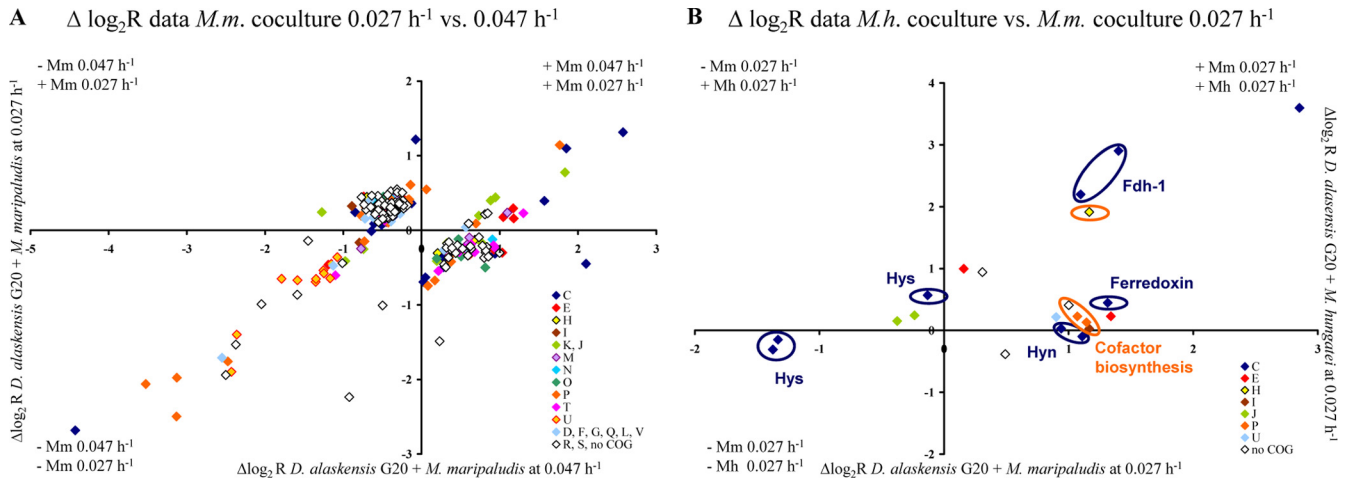 A
Δ log₂R data M.m. coculture 0.027 h⁻¹ vs. 0.047 h⁻¹
- Mm 0.047 h⁻¹
+ Mm 0.027 h⁻¹
+ Mm 0.047 h⁻¹
+ Mm 0.027 h⁻¹
Δlog₂ R D. alaskensis G20 + M. maripaludis at 0.027 h⁻¹
2
1
0
-1
-2
-3
-5
-4
-3
-2
-1
0
1
2
3
C
E
H
I
K, J
M
N
O
P
T
U
D, F, G, Q, L, V
R, S, no COG
- Mm 0.047 h⁻¹
- Mm 0.027 h⁻¹
Δlog₂ R D. alaskensis G20 + M. maripaludis at 0.047 h⁻¹
B
Δ log₂R data M.h. coculture vs. M.m. coculture 0.027 h⁻¹
- Mm 0.027 h⁻¹
+ Mh 0.027 h⁻¹
+ Mm 0.027 h⁻¹
+ Mh 0.027 h⁻¹
4
3
2
1
0
-1
-2
-2
-1
0
1
2
3
Fdh-1
Hys
Ferredoxin
Hyn
Cofactor
biosynthesis
Hys
C
E
H
I
J
P
U
no COG
Δlog₂ R D. alaskensis G20 + M. hungatei at 0.027 h⁻¹
- Mm 0.027 h⁻¹
- Mh 0.027 h⁻¹
Δlog₂R D. alaskensis G20 + M. maripaludis at 0.027 h⁻¹